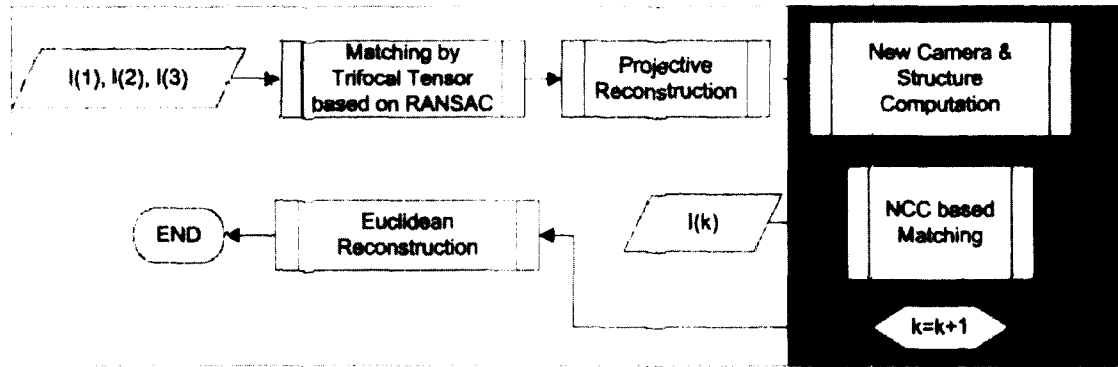 I(1), I(2), I(3)
Matching by
Trifocal Tensor
based on RANSAC
Projective
Reconstruction
New Camera &
Structure
Computation
END
Euclidean
Reconstruction
I(k)
NCC based
Matching
k=k+1